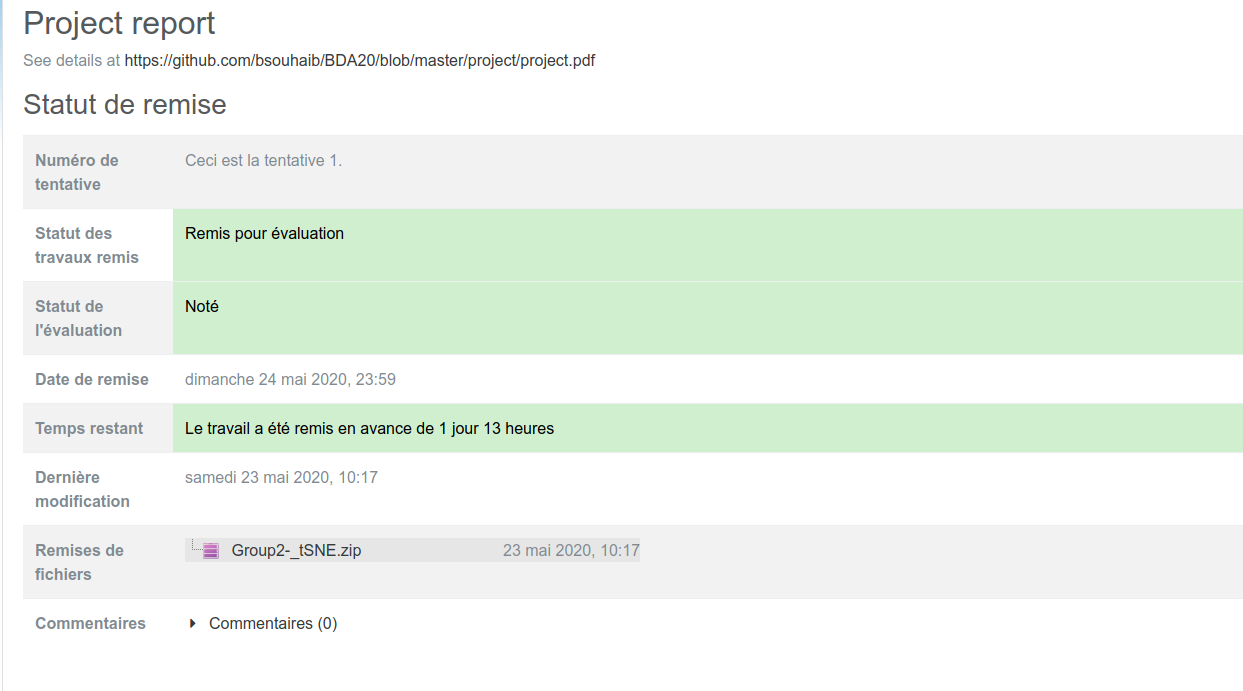 Project report
See details at https://github.com/bsouhaib/BDA20/blob/master/project/project.pdf
Statut de remise
Numéro de tentative
Ceci est la tentative 1.
Statut des travaux remis
Remis pour évaluation
Statut de l'évaluation
Noté
Date de remise
dimanche 24 mai 2020, 23:59
Temps restant
Le travail a été remis en avance de 1 jour 13 heures
Dernière modification
samedi 23 mai 2020, 10:17
Remises de fichiers
Group2-_tSNE.zip 23 mai 2020, 10:17
Commentaires
Commentaires (0)